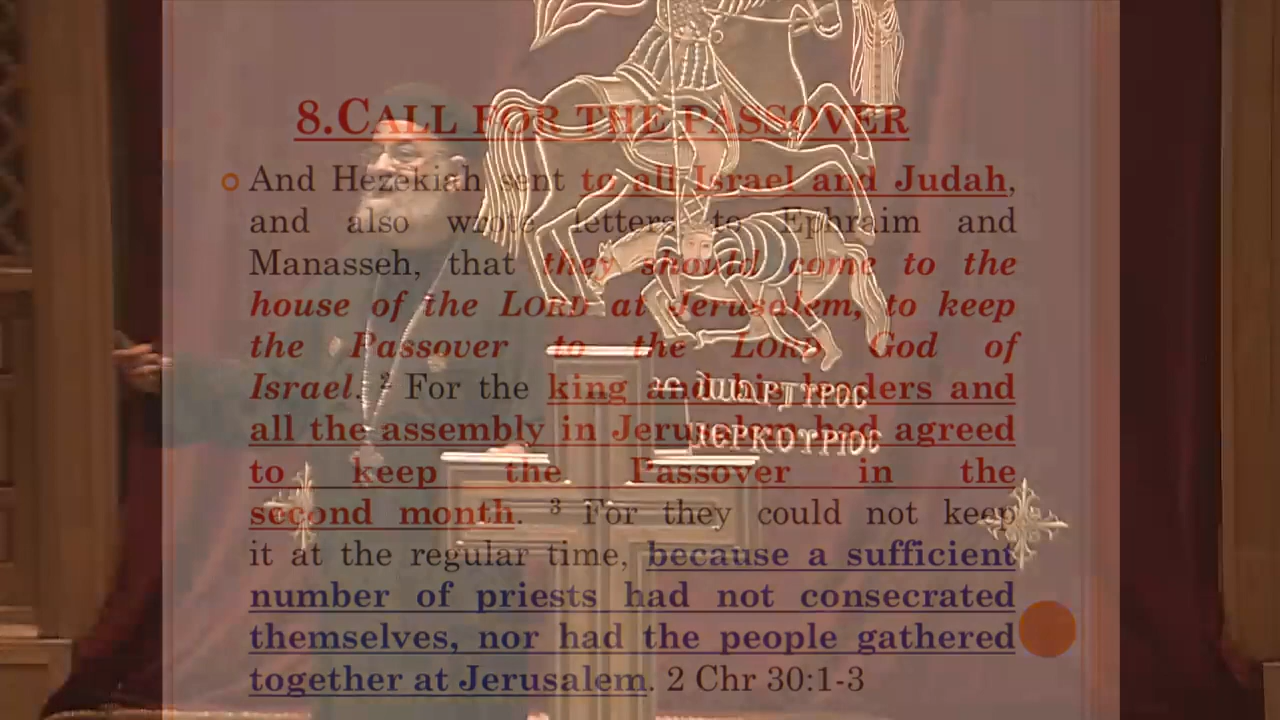 8.CALL FOR THE PASSOVER
And Hezekiah sent to all Israel and Judah,
and also wrote letters to Ephraim and
Manasseh, that they should come to the
house of the LORD at Jerusalem, to keep
the Passover to the LORD God of
Israel. ² For the king and his leaders and
all the assembly in Jerusalem had agreed
to keep the Passover in the
second month. ³ For they could not keep
it at the regular time, because a sufficient
number of priests had not consecrated
themselves, nor had the people gathered
together at Jerusalem. 2 Chr 30:1-3